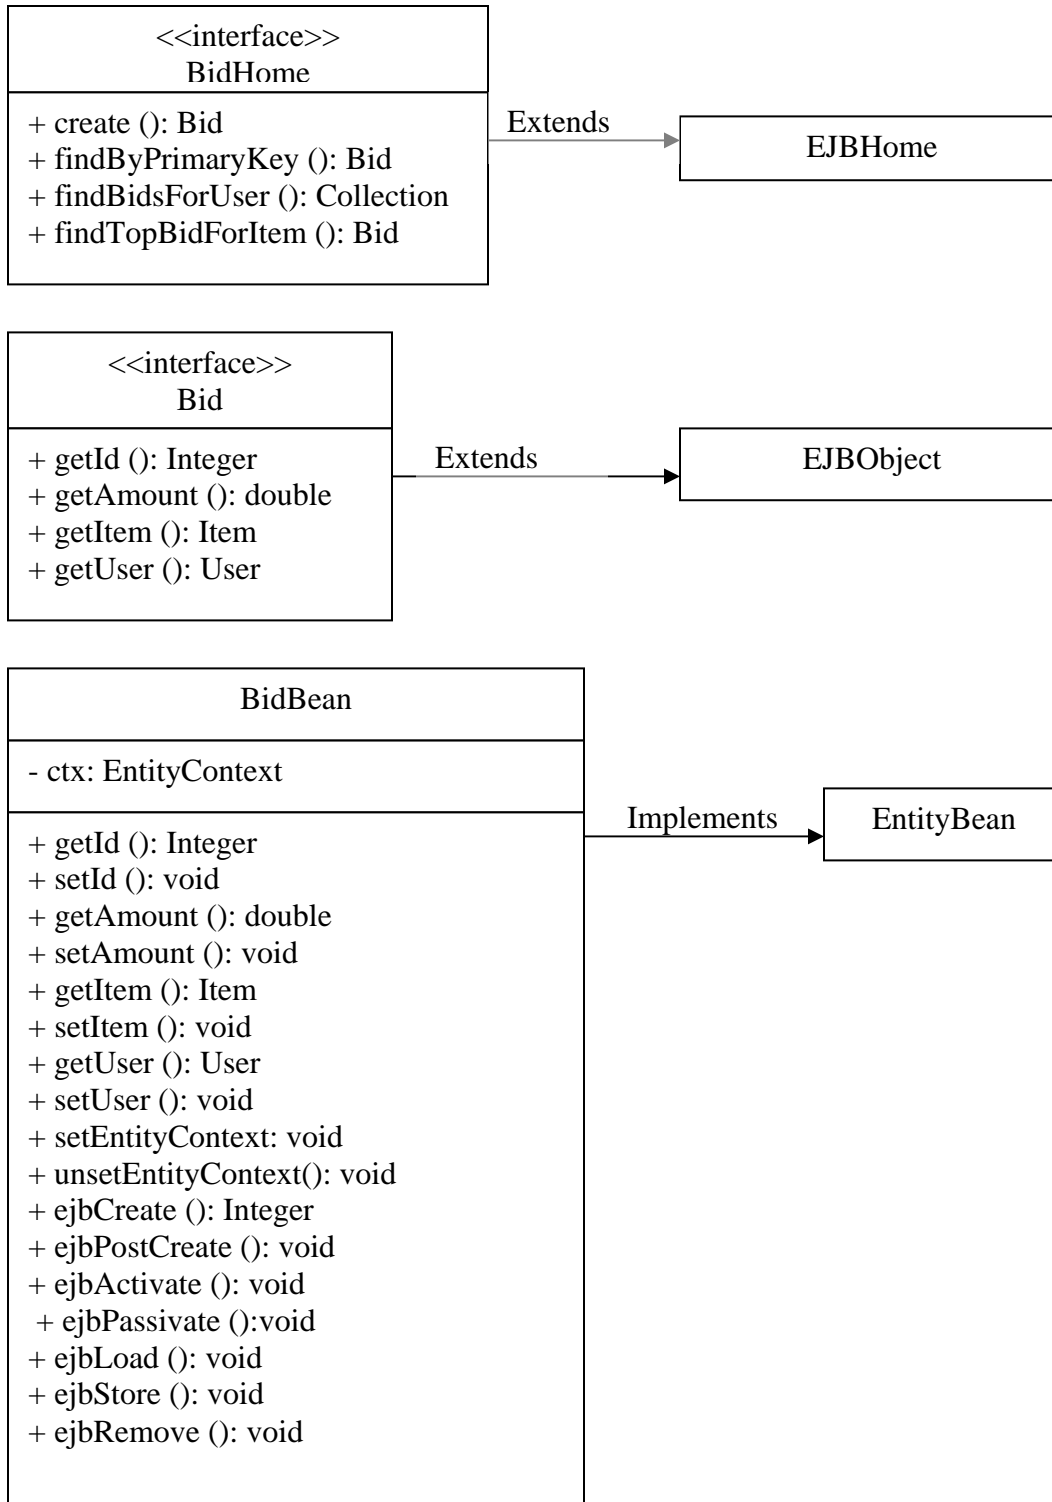 <<interface>>
BidHome
+ create (): Bid
+ findByPrimaryKey (): Bid
+ findBidsForUser (): Collection
+ findTopBidForItem (): Bid
Extends
EJBHome
<<interface>>
Bid
+ getId (): Integer
+ getAmount (): double
+ getItem (): Item
+ getUser (): User
Extends
EJBObject
BidBean
- ctx: EntityContext
+ getId (): Integer
+ setId (): void
+ getAmount (): double
+ setAmount (): void
+ getItem (): Item
+ setItem (): void
+ getUser (): User
+ setUser (): void
+ setEntityContext: void
+ unsetEntityContext(): void
+ ejbCreate (): Integer
+ ejbPostCreate (): void
+ ejbActivate (): void
+ ejbPassivate ():void
+ ejbLoad (): void
+ ejbStore (): void
+ ejbRemove (): void
Implements
EntityBean